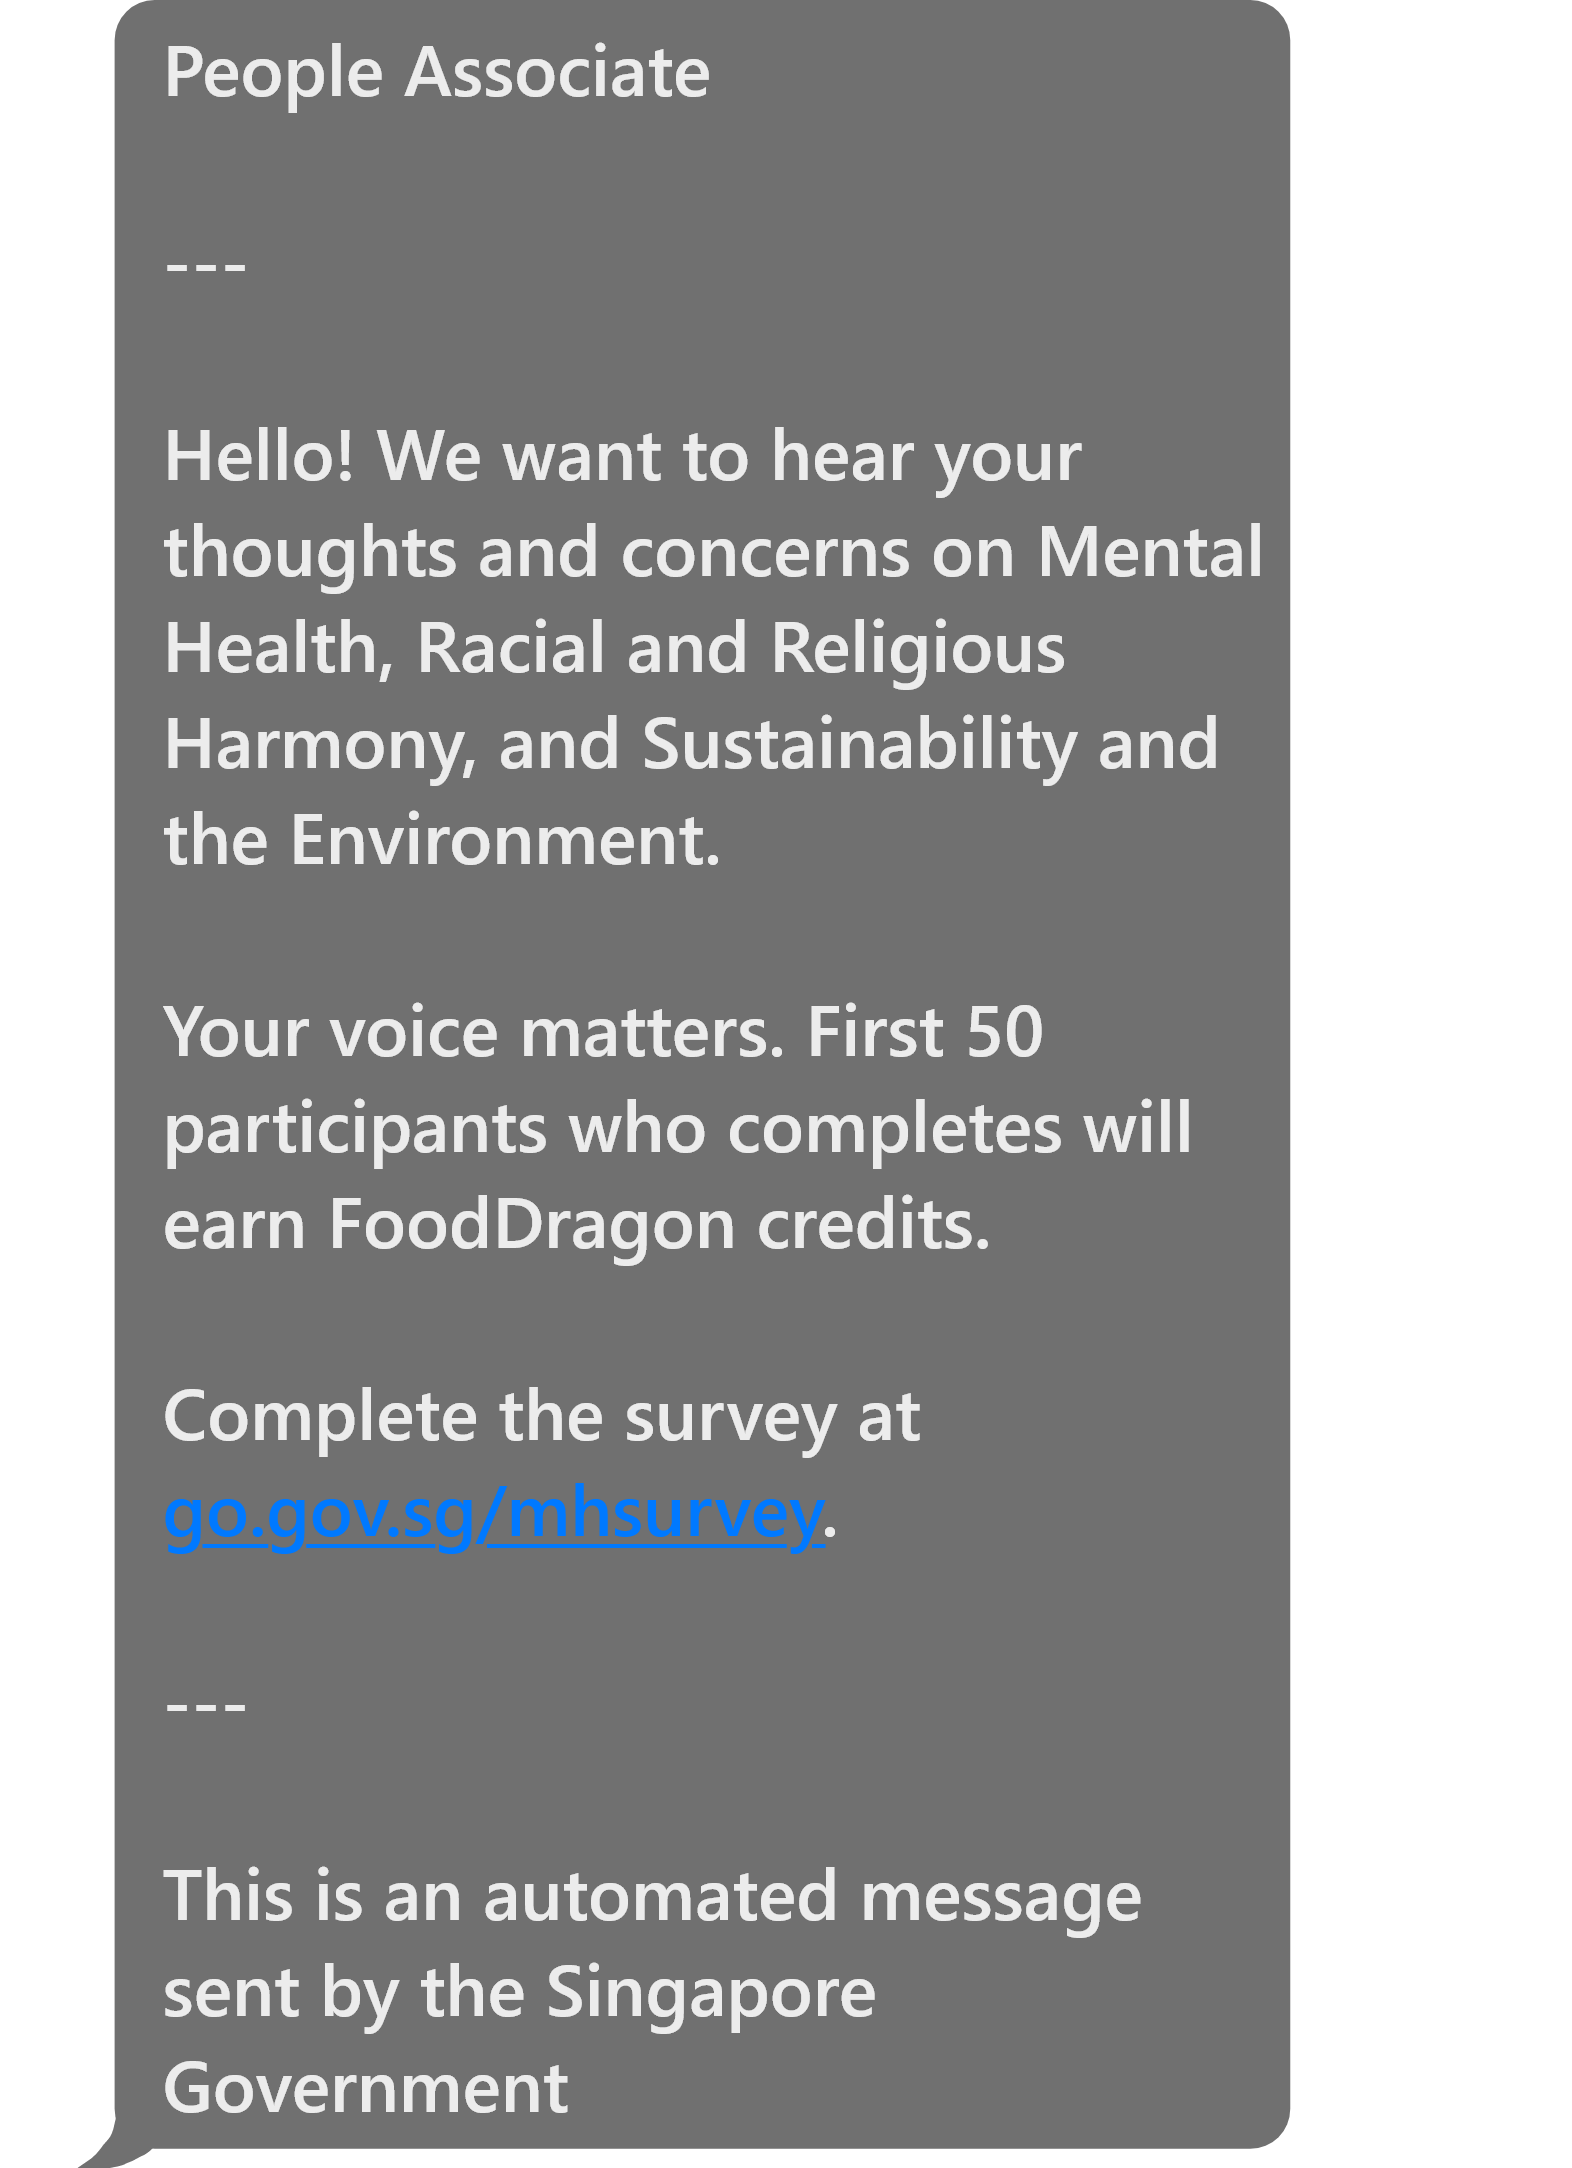 People Associate
---
Hello! We want to hear your
thoughts and concerns on Mental
Health, Racial and Religious
Harmony, and Sustainability and
the Environment.
Your voice matters. First 50
participants who completes will
earn FoodDragon credits.
Complete the survey at
go.gov.sg/mhsurvey.
---
This is an automated message
sent by the Singapore
Government